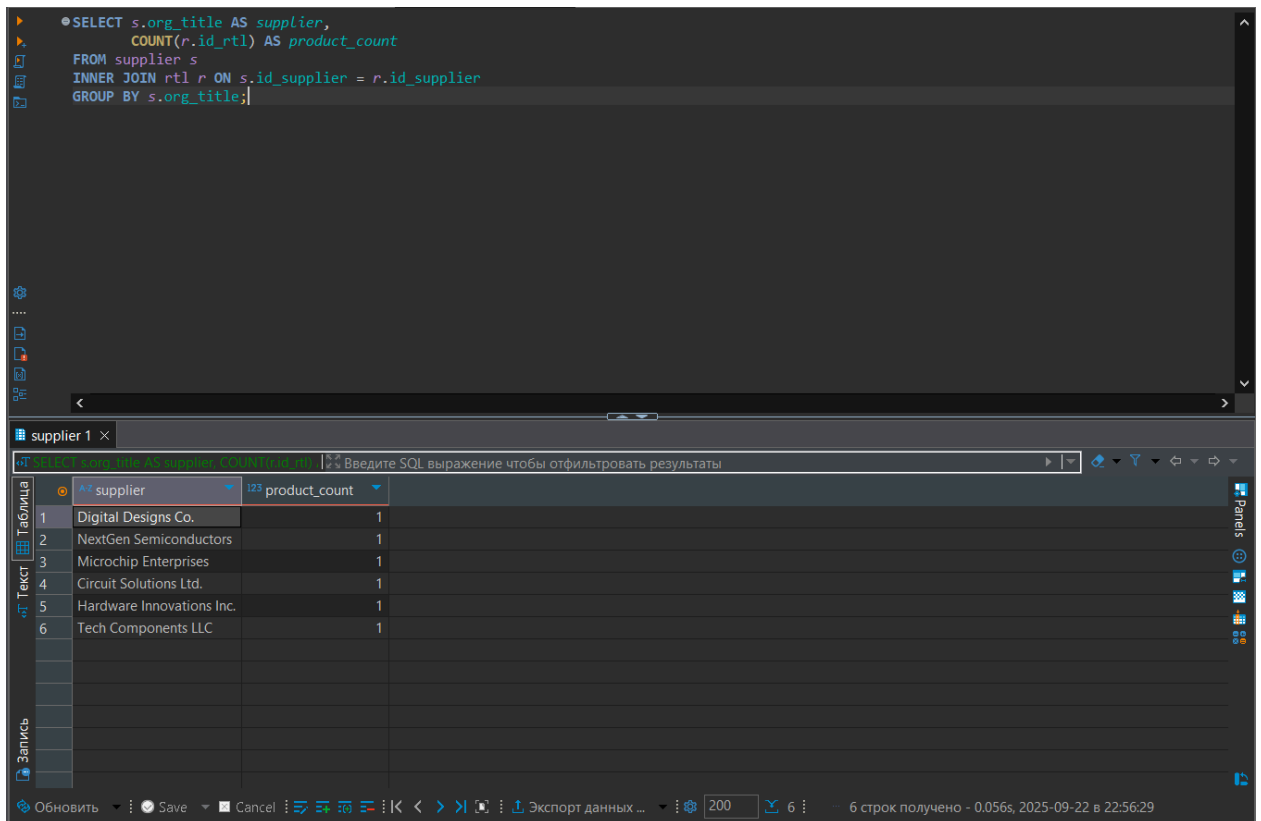 SELECT s.org_title AS supplier,
COUNT(r.id_rtl) AS product_count
FROM supplier s
INNER JOIN rtl r ON s.id_supplier = r.id_supplier
GROUP BY s.org_title;
supplier 1
SELECT s.org_title AS supplier, COUNT(r.id_rtl) Введите SQL выражение чтобы отфильтровать результаты
Таблица
Текст
Запись
Panels
A-Z supplier 123 product_count
1 Digital Designs Co. 1
2 NextGen Semiconductors 1
3 Microchip Enterprises 1
4 Circuit Solutions Ltd. 1
5 Hardware Innovations Inc. 1
6 Tech Components LLC 1
Обновить Save Cancel Экспорт данных ... 200 6 6 строк получено - 0.056s, 2025-09-22 в 22:56:29